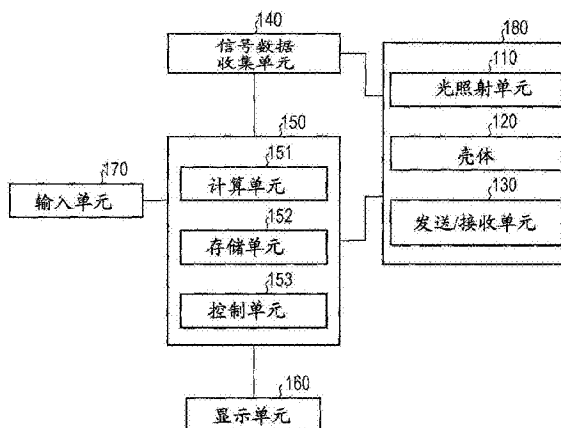 140
信号数据
收集单元
180
110
光照射单元
120
壳体
130
发送/接收单元
150
151
计算单元
152
存储单元
153
控制单元
170
输入单元
160
显示单元